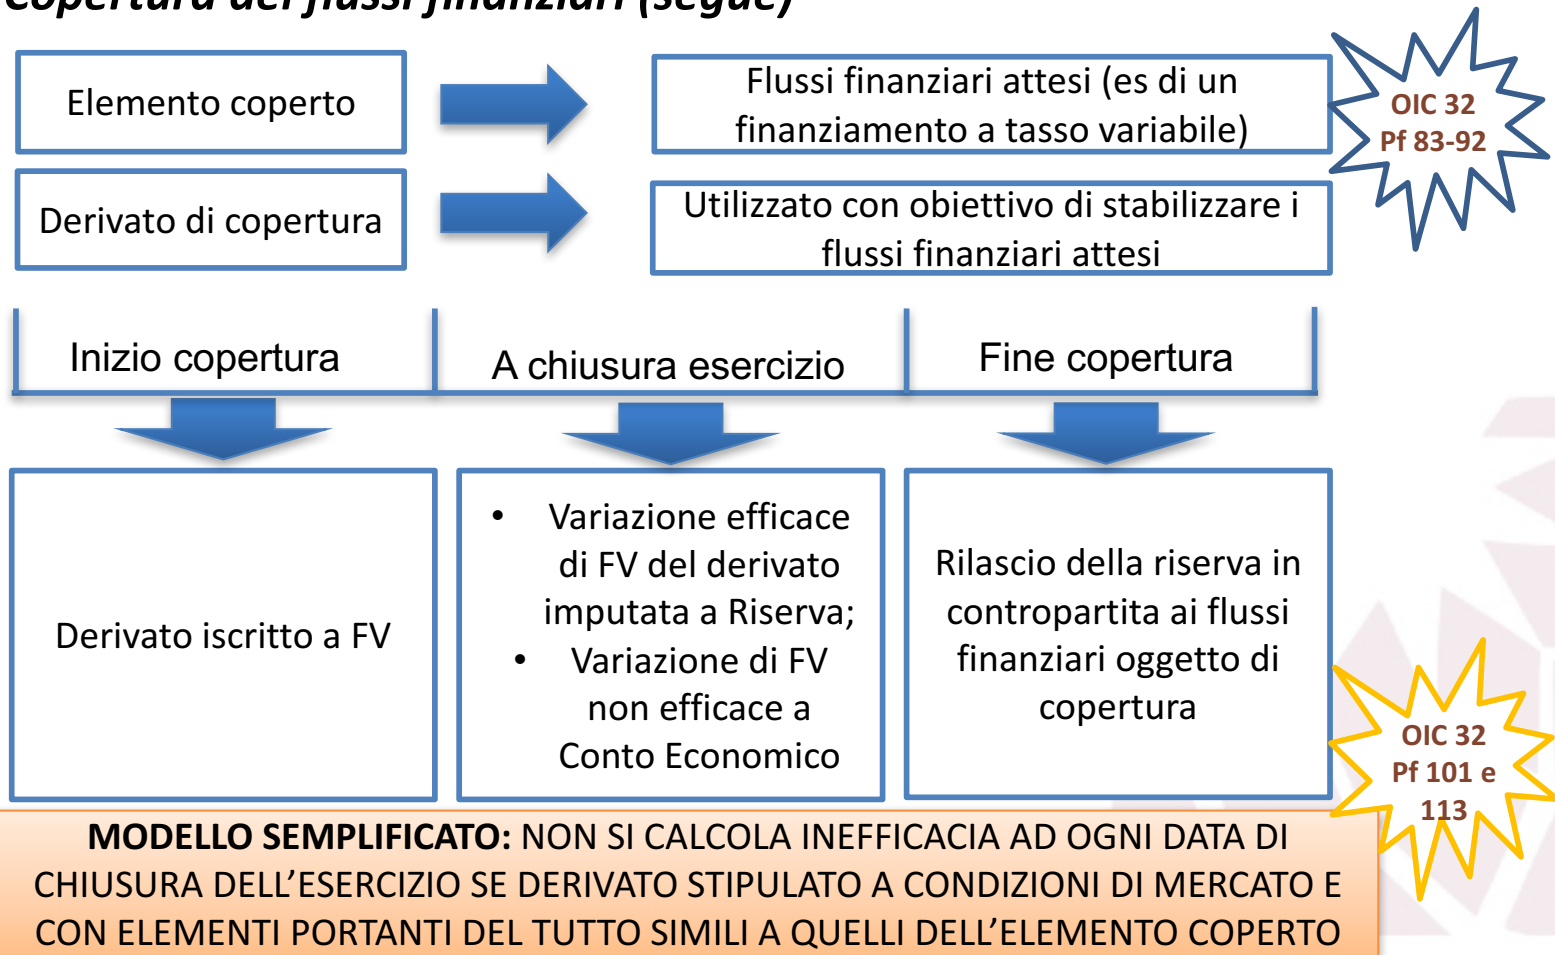 Copertura dei flussi finanziari (segue)
Elemento coperto
Flussi finanziari attesi (es di un
finanziamento a tasso variabile)
OIC 32
Pf 83-92
Derivato di copertura
Utilizzato con obiettivo di stabilizzare i
flussi finanziari attesi
Inizio copertura
A chiusura esercizio
Fine copertura
Derivato iscritto a FV
• Variazione efficace
di FV del derivato
imputata a Riserva;
• Variazione di FV
non efficace a
Conto Economico
Rilascio della riserva in
contropartita ai flussi
finanziari oggetto di
copertura
OIC 32
Pf 101 e
113
MODELLO SEMPLIFICATO: NON SI CALCOLA INEFFICACIA AD OGNI DATA DI
CHIUSURA DELL’ESERCIZIO SE DERIVATO STIPULATO A CONDIZIONI DI MERCATO E
CON ELEMENTI PORTANTI DEL TUTTO SIMILI A QUELLI DELL’ELEMENTO COPERTO